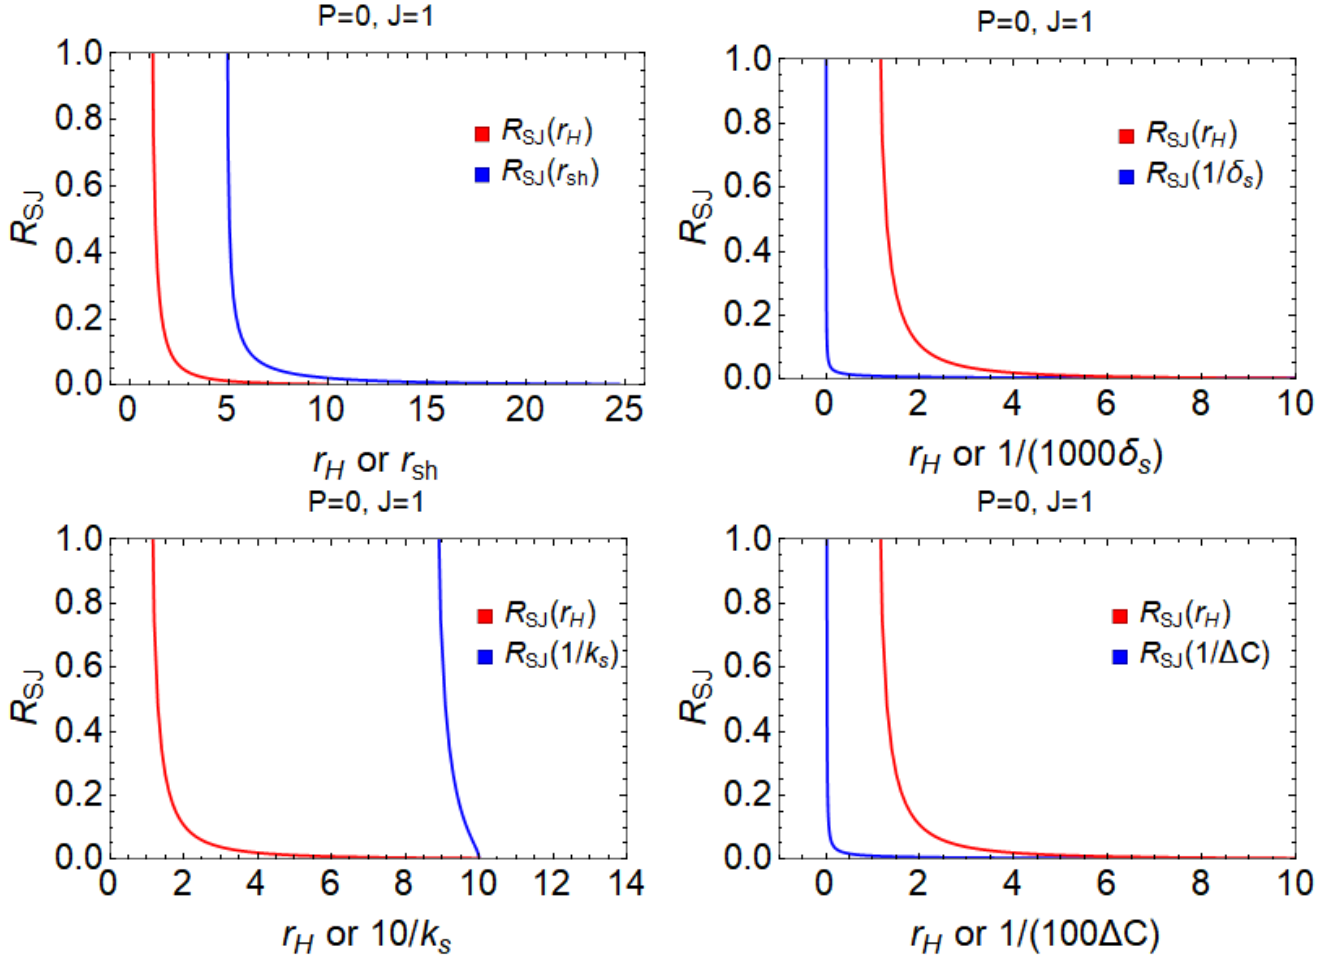 P=0, J=1
1.0
0.8
0.6
0.4
0.2
0.0
R_SJ
R_SJ(r_H)
R_SJ(r_sh)
0 5 10 15 20 25
r_H or r_sh
P=0, J=1
1.0
0.8
0.6
0.4
0.2
0.0
R_SJ
R_SJ(r_H)
R_SJ(1/δ_s)
0 2 4 6 8 10
r_H or 1/(1000δ_s)
P=0, J=1
1.0
0.8
0.6
0.4
0.2
0.0
R_SJ
R_SJ(r_H)
R_SJ(1/k_s)
0 2 4 6 8 10 12 14
r_H or 10/k_s
P=0, J=1
1.0
0.8
0.6
0.4
0.2
0.0
R_SJ
R_SJ(r_H)
R_SJ(1/ΔC)
0 2 4 6 8 10
r_H or 1/(100ΔC)